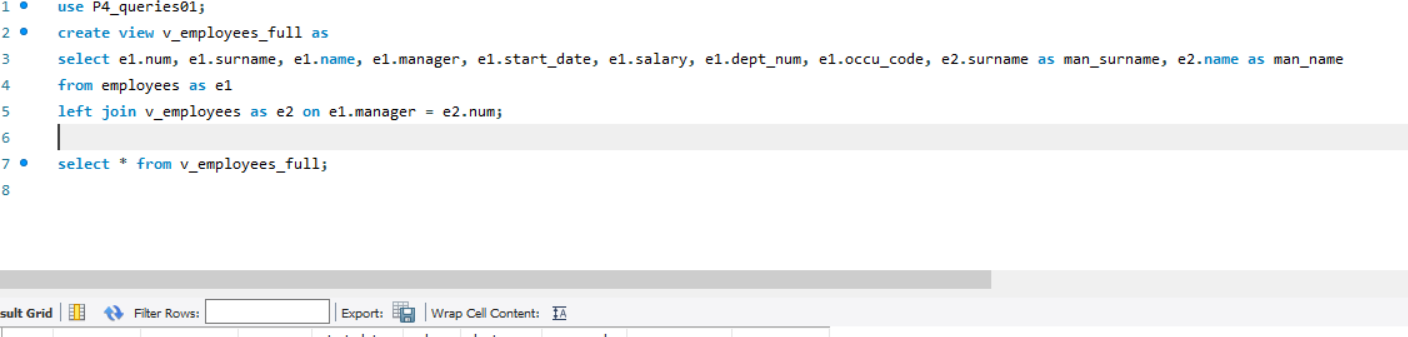 1 use P4_queries01;
2 create view v_employees_full as
3 select e1.num, e1.surname, e1.name, e1.manager, e1.start_date, e1.salary, e1.dept_num, e1.occu_code, e2.surname as man_surname, e2.name as man_name
4 from employees as e1
5 left join v_employees as e2 on e1.manager = e2.num;
6
7 select * from v_employees_full;
8
sult Grid Filter Rows: Export: Wrap Cell Content: